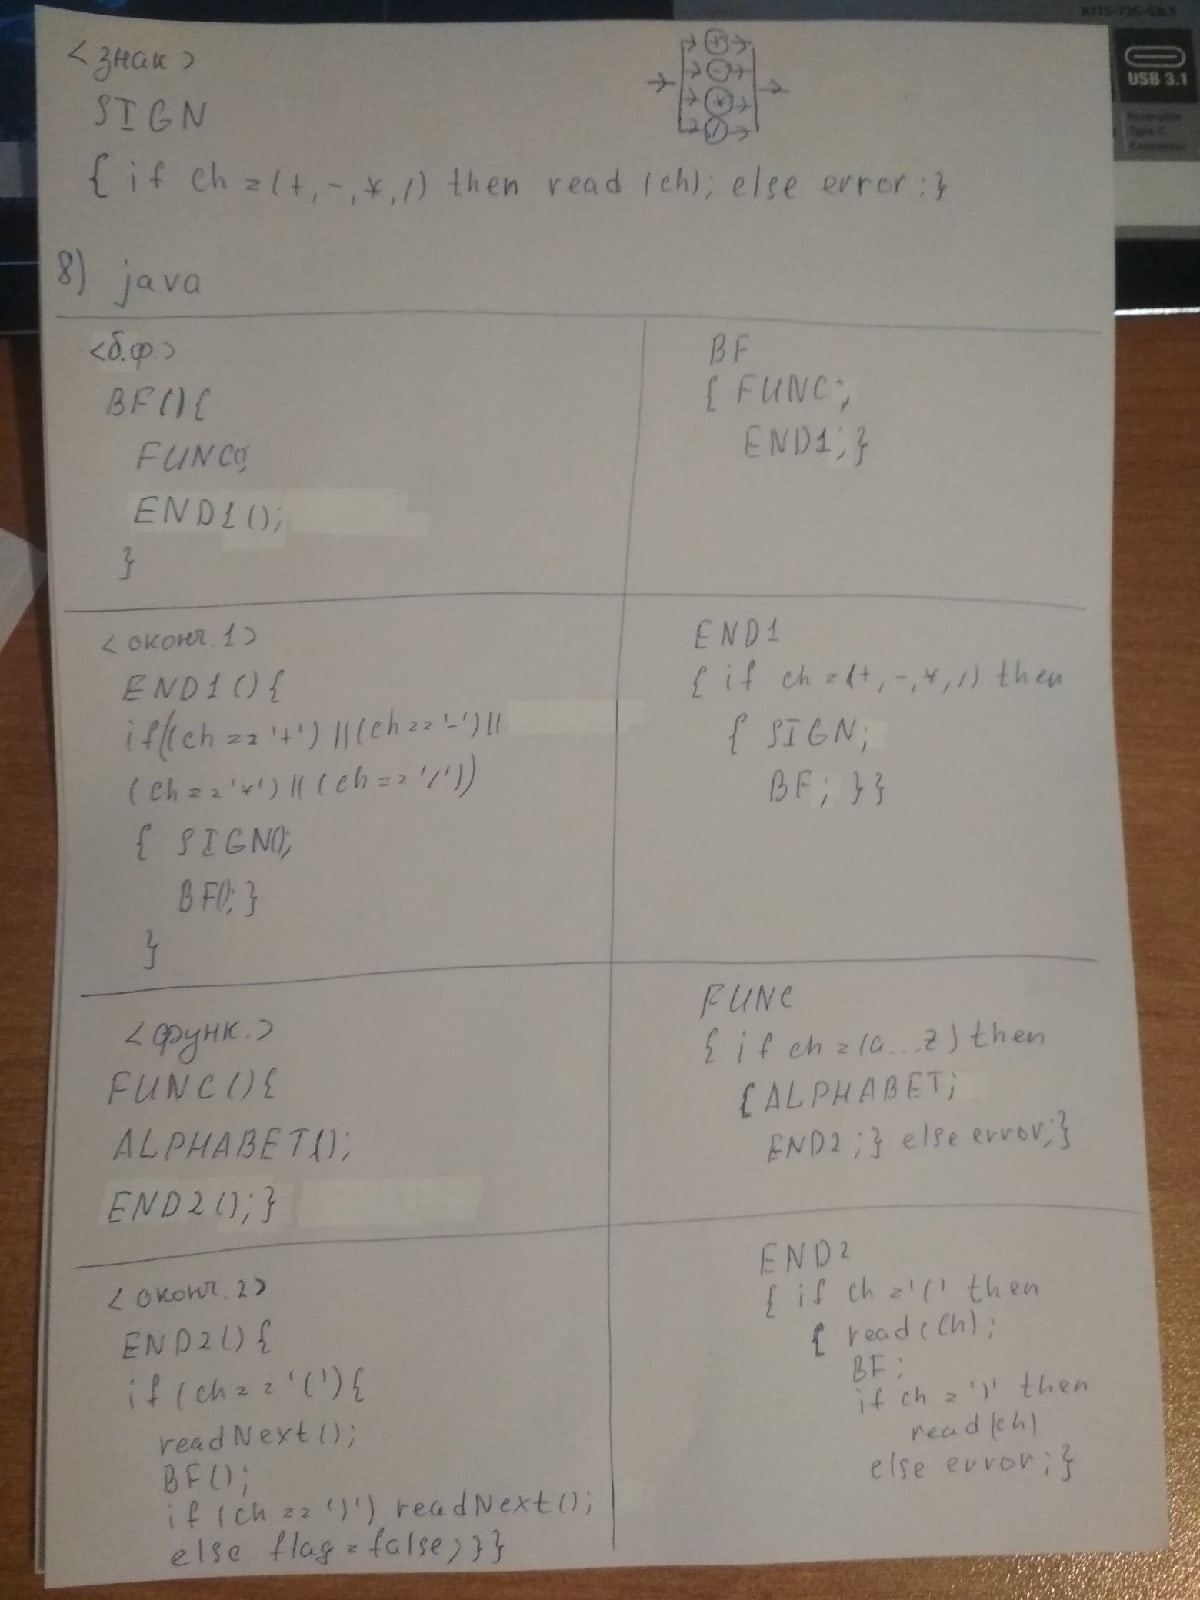 <знак>
SIGN
{ if ch = (+, -, *, /) then read (ch); else error; }
+
-
*
/
USB 3.1
8) java
<б.ф.>
BF(){
FUNC();
END1();
}
BF
{ FUNC;
END1; }
<оконч.1>
END1(){
if((ch == '+') || (ch == '-') ||
(ch == '*') || (ch == '/'))
{ SIGN();
BF(); }
}
END1
{ if ch = (+, -, *, /) then
{ SIGN;
BF; } }
<функ.>
FUNC(){
ALPHABET();
END2(); }
FUNC
{ if ch = (a...z) then
{ ALPHABET;
END2; } else error; }
<оконч.2>
END2(){
if (ch == '('){
readNext();
BF();
if (ch == ')') readNext();
else flag = false; } }
END2
{ if ch = '(' then
{ read(ch);
BF;
if ch = ')' then
read(ch)
else error; }